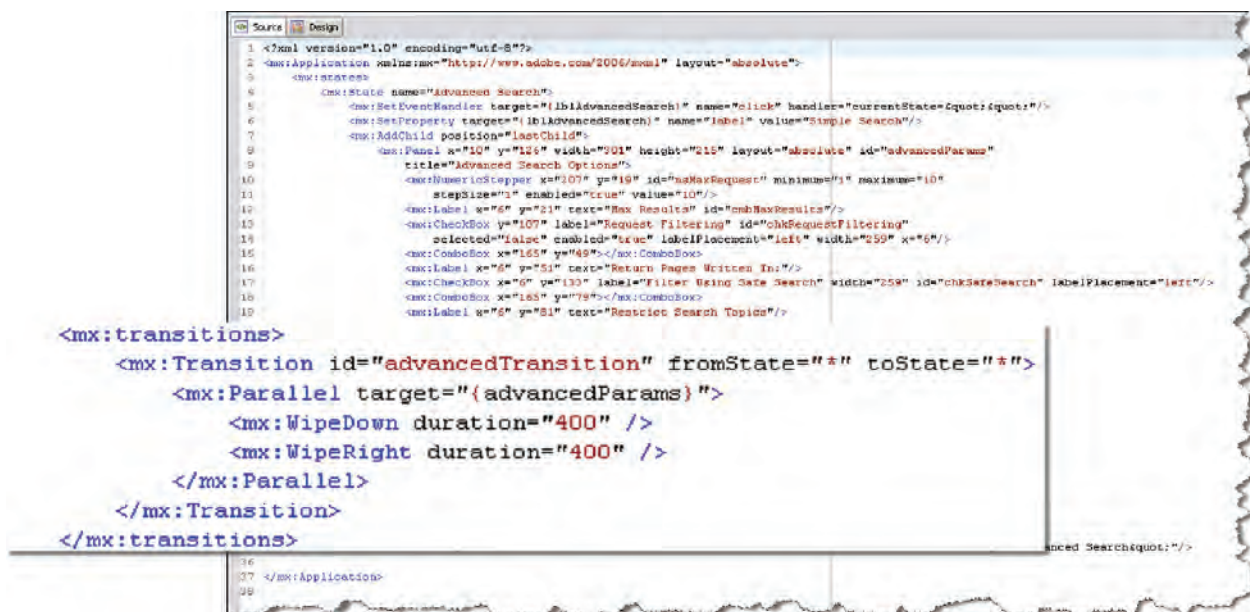 Source Design
1 <?xml version="1.0" encoding="utf-8"?>
2 <mx:Application xmlns:mx="http://www.adobe.com/2006/mxml" layout="absolute">
3 <mx:states>
4 <mx:State name="Advanced Search">
5 <mx:SetEventHandler target="{lblAdvancedSearch}" name="click" handler="currentState=&quot;&quot;"/>
6 <mx:SetProperty target="{lblAdvancedSearch}" name="label" value="Simple Search"/>
7 <mx:AddChild position="lastChild">
8 <mx:Panel x="10" y="126" width="301" height="215" layout="absolute" id="advancedParams"
9 title="Advanced Search Options">
10 <mx:NumericStepper x="207" y="19" id="nsMaxRequest" minimum="1" maximum="10"
11 stepSize="1" enabled="true" value="10"/>
12 <mx:Label x="6" y="21" text="Max Results" id="cmbMaxResults"/>
13 <mx:CheckBox y="107" label="Request Filtering" id="chkRequestFiltering"
14 selected="false" enabled="true" labelPlacement="left" width="259" x="6"/>
15 <mx:ComboBox x="165" y="49"></mx:ComboBox>
16 <mx:Label x="6" y="51" text="Return Pages Written In:"/>
17 <mx:CheckBox x="6" y="133" label="Filter Using Safe Search" width="259" id="chkSafeSearch" labelPlacement="left"/>
18 <mx:ComboBox x="165" y="79"></mx:ComboBox>
19 <mx:Label x="6" y="81" text="Restrict Search Topics"/>
<mx:transitions>
<mx:Transition id="advancedTransition" fromState="*" toState="*">
<mx:Parallel target="{advancedParams}">
<mx:WipeDown duration="400" />
<mx:WipeRight duration="400" />
</mx:Parallel>
</mx:Transition>
</mx:transitions>
anced Search&quot;"/>
36
37 </mx:Application>
38